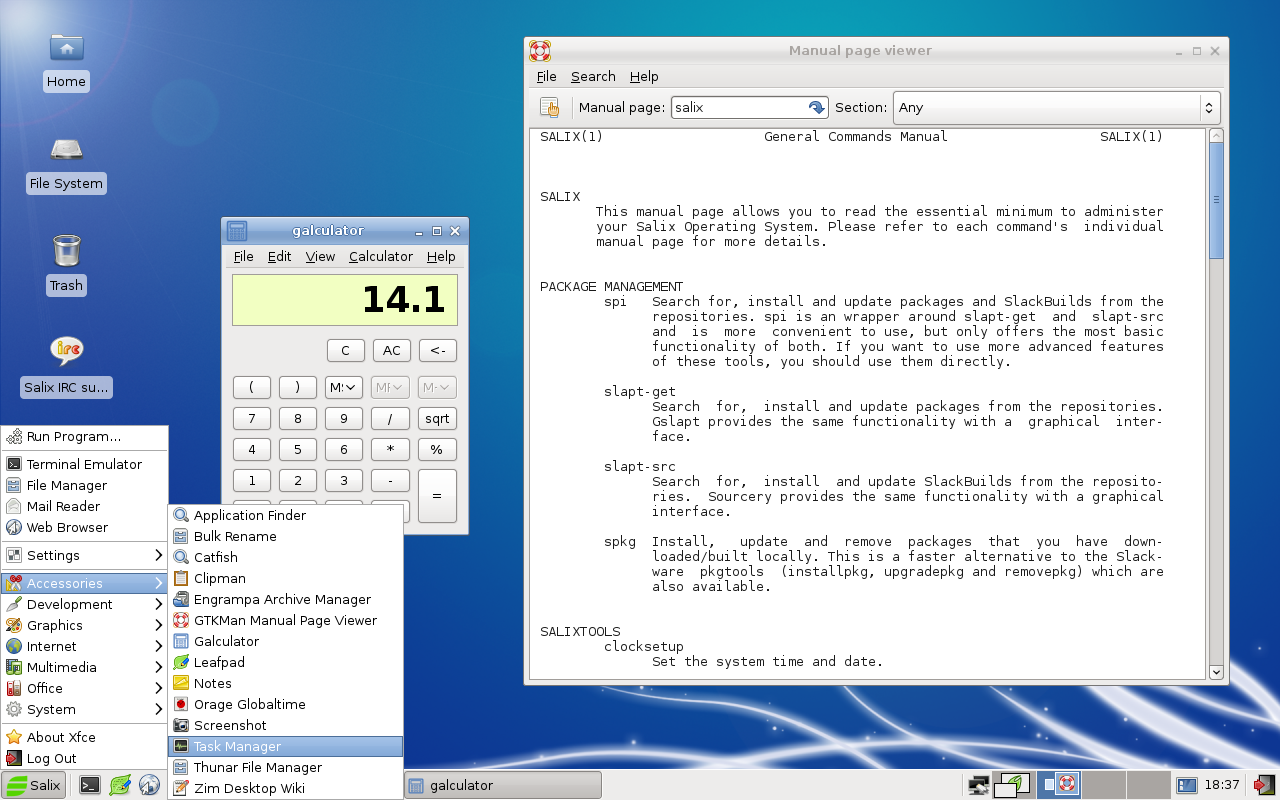 Home
File System
Trash
Salix IRC su...
Manual page viewer
File Search Help
Manual page: salix Section: Any
SALIX(1) General Commands Manual SALIX(1)
SALIX
This manual page allows you to read the essential minimum to administer
your Salix Operating System. Please refer to each command's individual
manual page for more details.
PACKAGE MANAGEMENT
spi Search for, install and update packages and SlackBuilds from the
repositories. spi is an wrapper around slapt-get and slapt-src
and is more convenient to use, but only offers the most basic
functionality of both. If you want to use more advanced features
of these tools, you should use them directly.
slapt-get
Search for, install and update packages from the repositories.
Gslapt provides the same functionality with a graphical inter-
face.
slapt-src
Search for, install and update SlackBuilds from the reposito-
ries. Sourcery provides the same functionality with a graphical
interface.
spkg Install, update and remove packages that you have down-
loaded/built locally. This is a faster alternative to the Slack-
ware pkgtools (installpkg, upgradepkg and removepkg) which are
also available.
SALIXTOOLS
clocksetup
Set the system time and date.
galculator
File Edit View Calculator Help
14.1
C AC <-
( )
7 8 9 / sqrt
4 5 6 * %
1 2 3 - =
Run Program...
Terminal Emulator
File Manager
Mail Reader
Web Browser
Settings
Accessories
Development
Graphics
Internet
Multimedia
Office
System
About Xfce
Log Out
Application Finder
Bulk Rename
Catfish
Clipman
Engrampa Archive Manager
GTKMan Manual Page Viewer
Galculator
Leafpad
Notes
Orage Globaltime
Screenshot
Task Manager
Thunar File Manager
Zim Desktop Wiki
Salix galculator 18:37